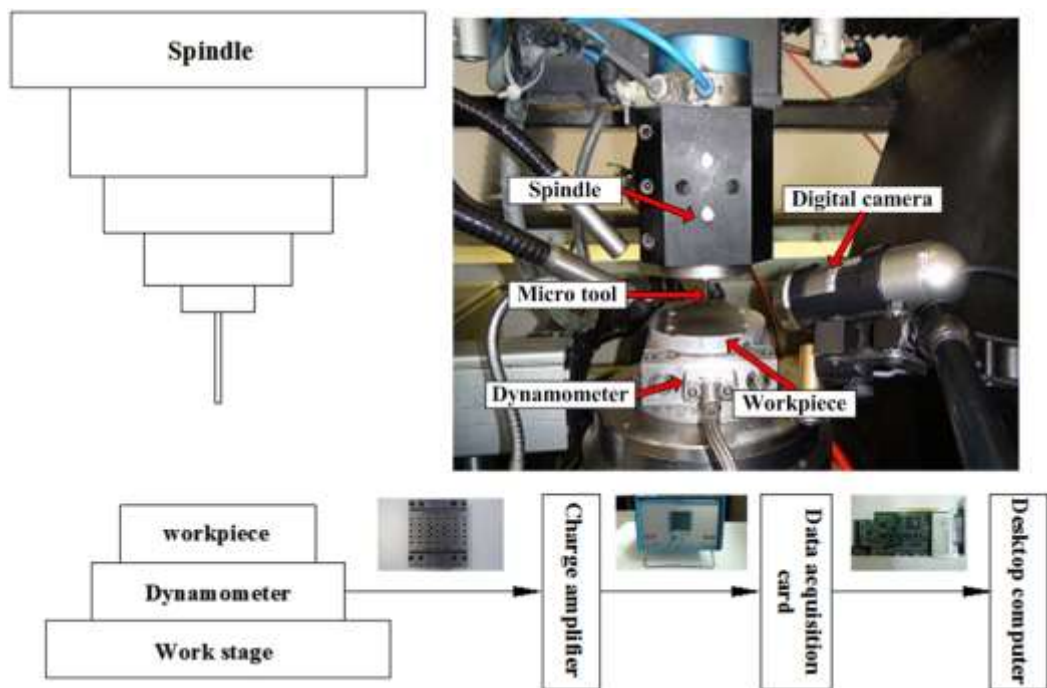 Spindle
Spindle
Digital camera
Micro tool
Dynamometer
Workpiece
workpiece
Dynamometer
Work stage
Charge amplifier
Data acquisition
card
Desktop computer